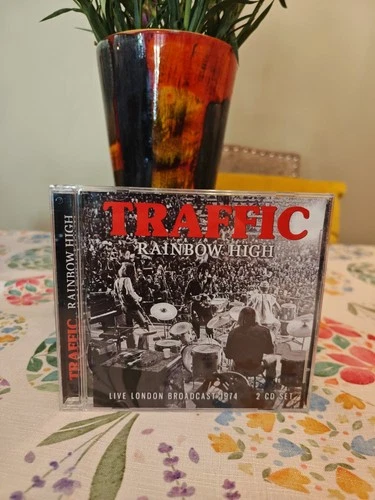 TRAFFIC
RAINBOW HIGH
LIVE LONDON BROADCAST 1974 2 CD SET
TRAFFIC RAINBOW HIGH